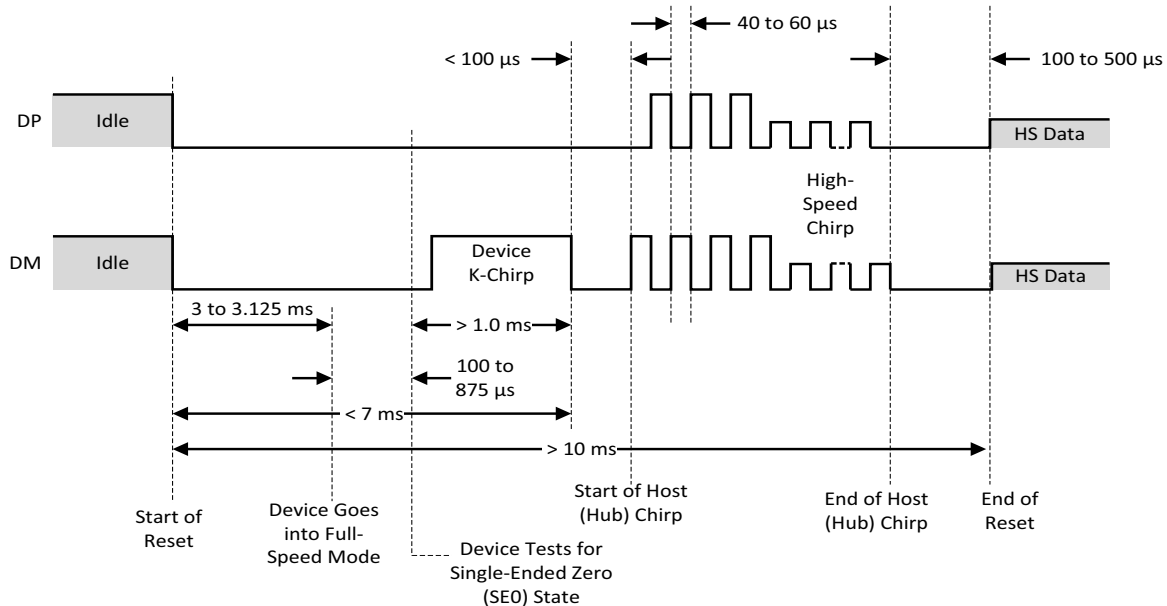 40 to 60 µs
< 100 µs
100 to 500 µs
DP
Idle
HS Data
High-
Speed
Chirp
DM
Idle
Device
K-Chirp
HS Data
3 to 3.125 ms
> 1.0 ms
100 to
875 µs
< 7 ms
> 10 ms
Start of
Reset
Device Goes
into Full-
Speed Mode
Device Tests for
Single-Ended Zero
(SE0) State
Start of Host
(Hub) Chirp
End of Host
(Hub) Chirp
End of
Reset